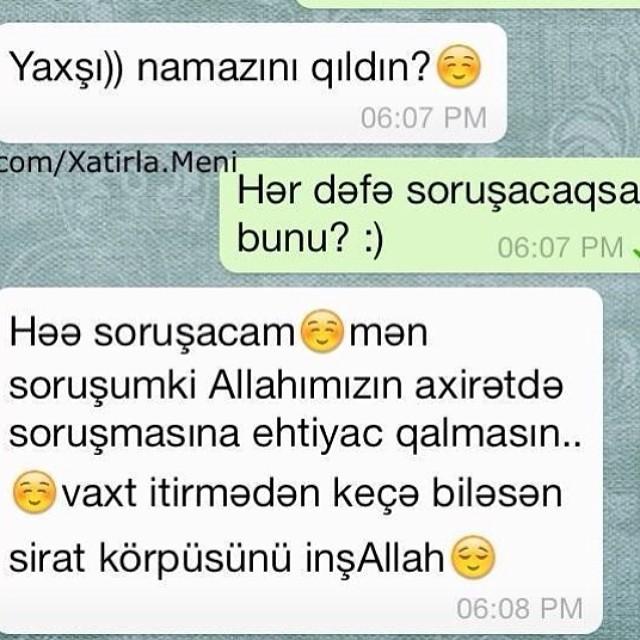 Yaxşı)) namazını qıldın?☺️
06:07 PM
com/Xatirla.Meni
Hər dəfə soruşacaqsa
bunu? :)
06:07 PM
Həə soruşacam☺️mən
soruşumki Allahımızın axirətdə
soruşmasına ehtiyac qalmasın..
☺️vaxt itirmədən keçə biləsən
sirat körpüsünü inşAllah😌
06:08 PM